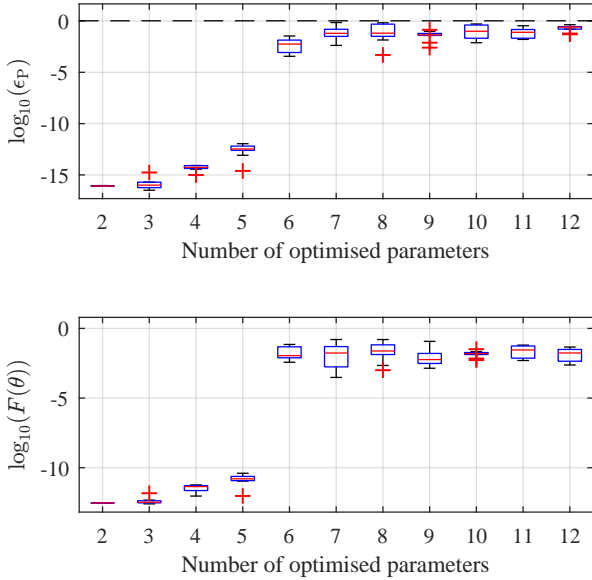 0
-5
-10
-15
log₁₀(ϵ_P)
2 3 4 5 6 7 8 9 10 11 12
Number of optimised parameters
-0
-5
-10
log₁₀(F(θ))
2 3 4 5 6 7 8 9 10 11 12
Number of optimised parameters